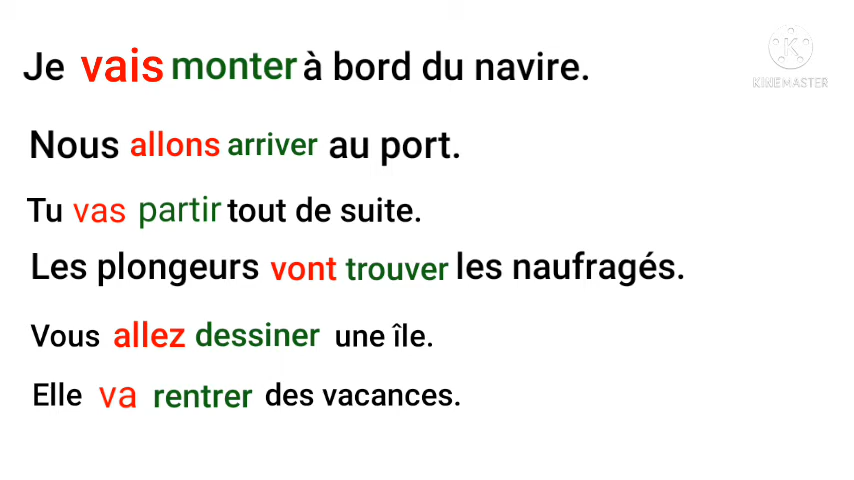 Je vais monter à bord du navire.
KINEMASTER
Nous allons arriver au port.
Tu vas partir tout de suite.
Les plongeurs vont trouver les naufragés.
Vous allez dessiner une île.
Elle va rentrer des vacances.